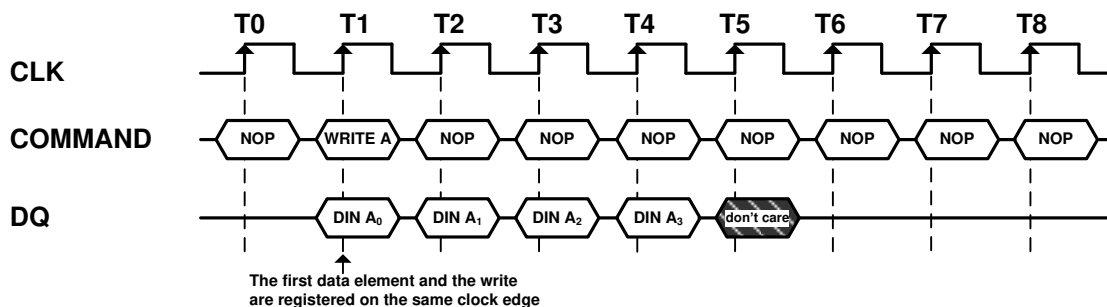 T0 T1 T2 T3 T4 T5 T6 T7 T8
CLK
COMMAND NOP WRITE A NOP NOP NOP NOP NOP NOP NOP
DQ DIN A₀ DIN A₁ DIN A₂ DIN A₃ don't care
The first data element and the write
are registered on the same clock edge